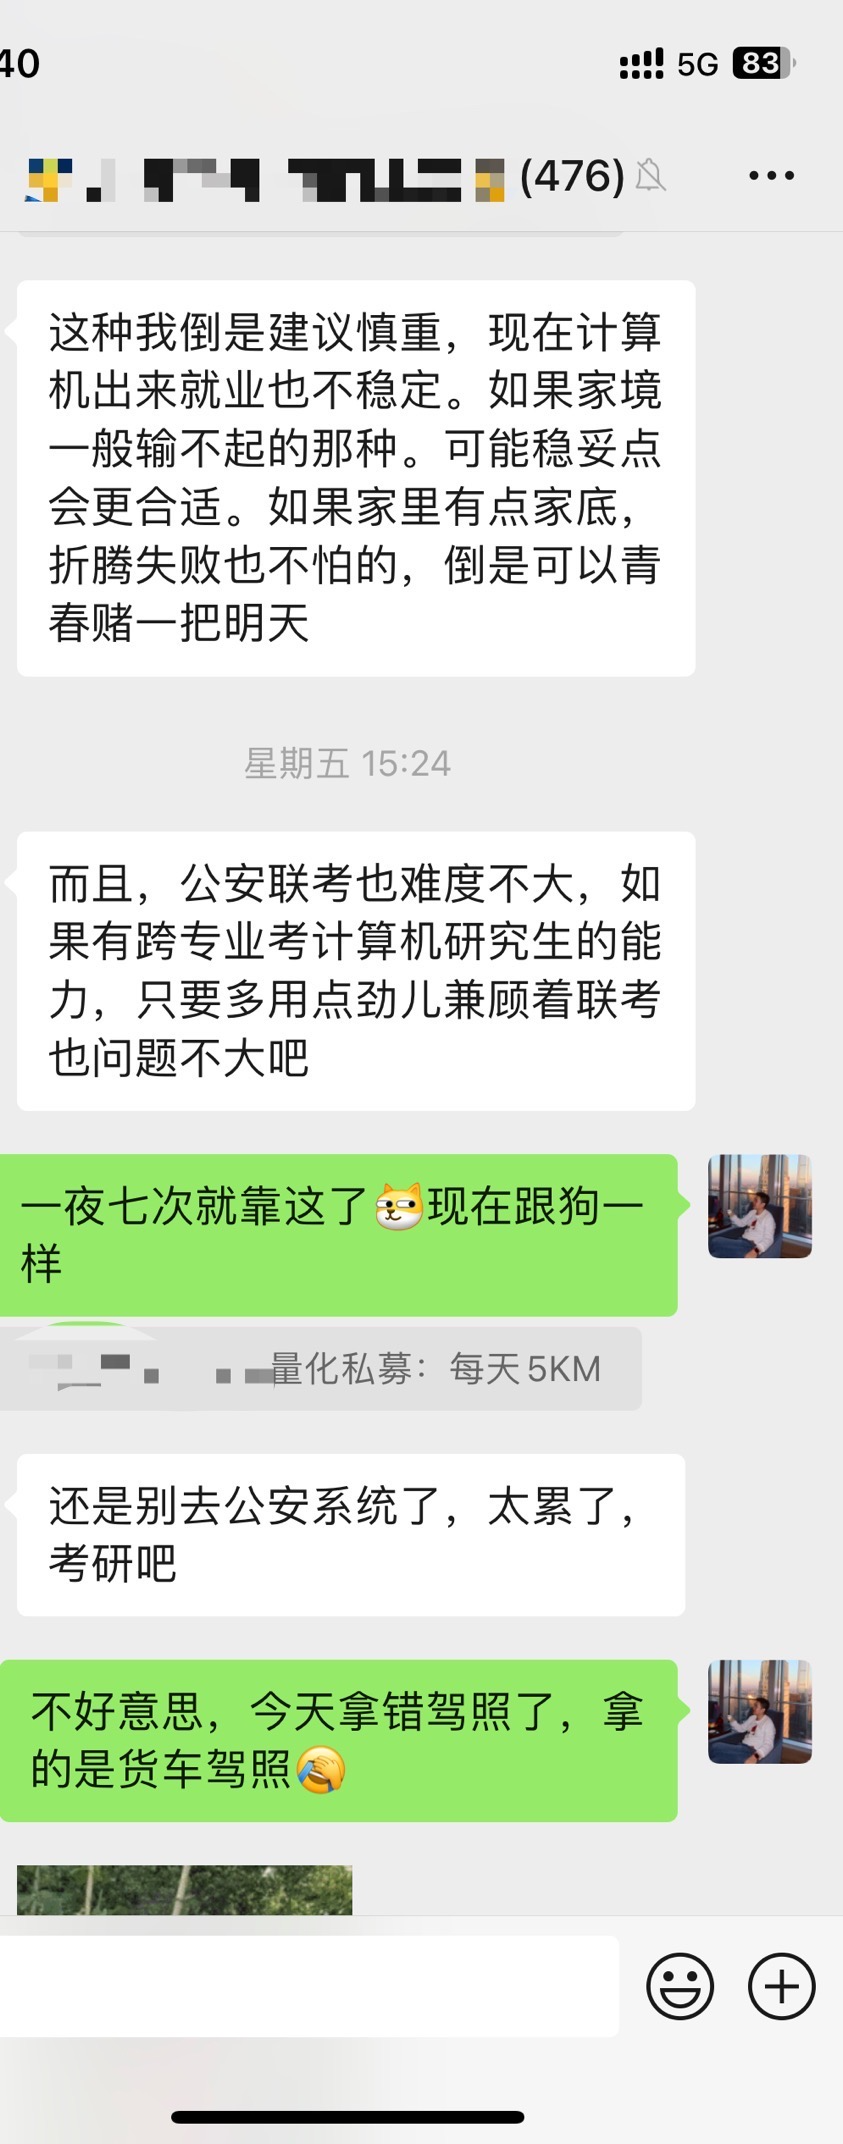 40
5G
83
(476)
这种我倒是建议慎重，现在计算
机出来就业也不稳定。如果家境
一般输不起的那种。可能稳妥点
会更合适。如果家里有点家底，
折腾失败也不怕的，倒是可以青
春赌一把明天
星期五 15:24
而且，公安联考也难度不大，如
果有跨专业考计算机研究生的能
力，只要多用点劲儿兼顾着联考
也问题不大吧
一夜七次就靠这了现在跟狗一
样
量化私募：每天5KM
还是别去公安系统了，太累了，
考研吧
不好意思，今天拿错驾照了，拿
的是货车驾照